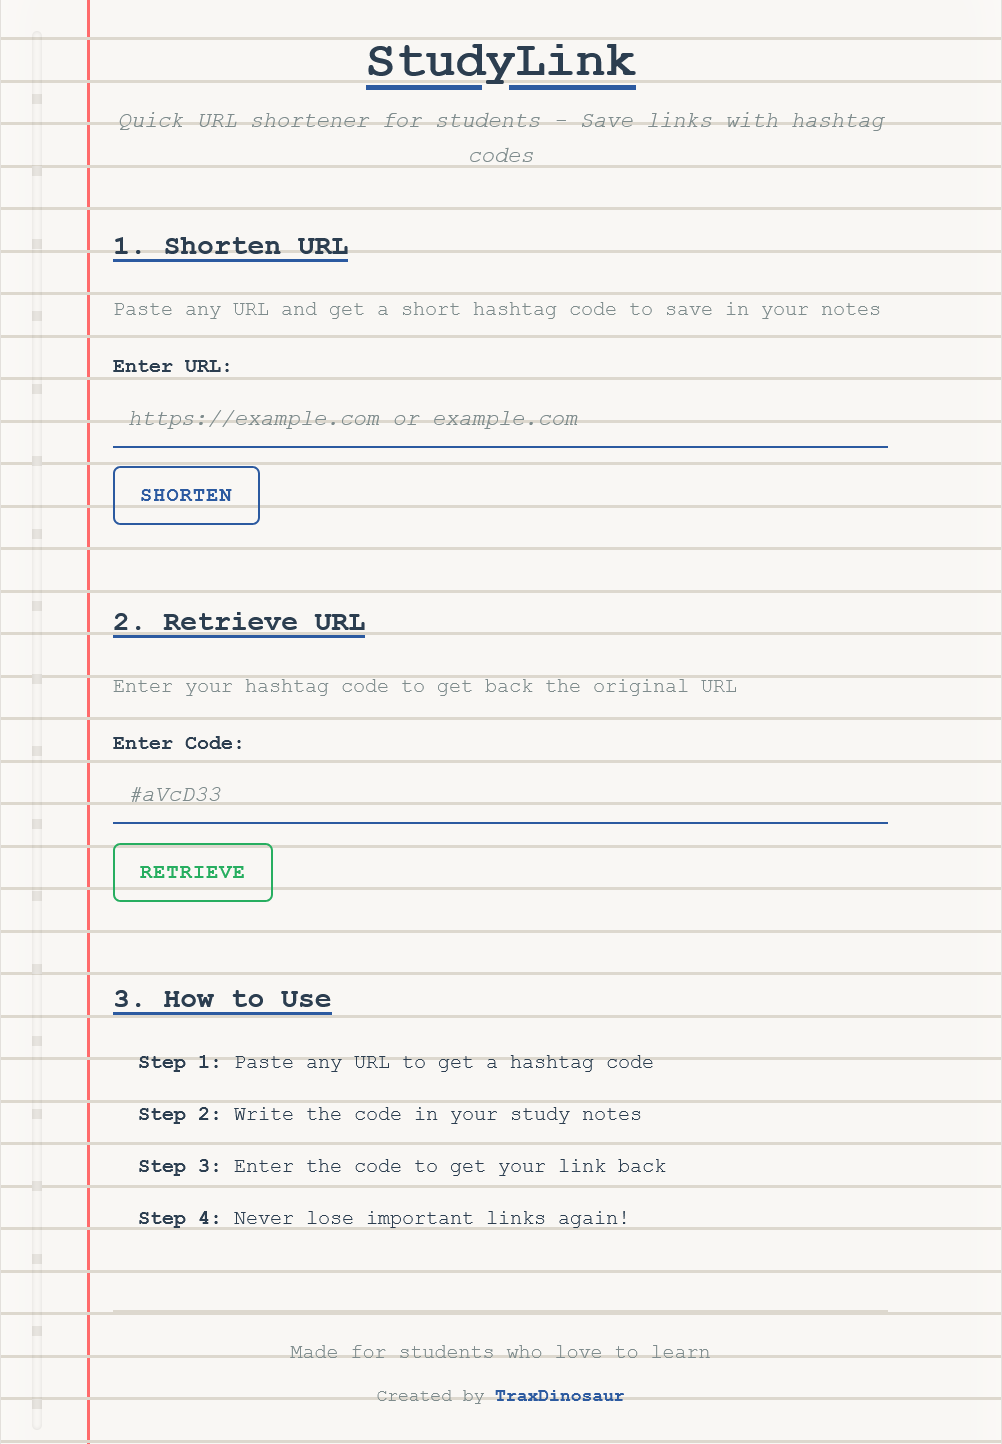 StudyLink
Quick URL shortener for students - Save links with hashtag
codes
1. Shorten URL
Paste any URL and get a short hashtag code to save in your notes
Enter URL:
https://example.com or example.com
SHORTEN
2. Retrieve URL
Enter your hashtag code to get back the original URL
Enter Code:
#aVcD33
RETRIEVE
3. How to Use
Step 1: Paste any URL to get a hashtag code
Step 2: Write the code in your study notes
Step 3: Enter the code to get your link back
Step 4: Never lose important links again!
Made for students who love to learn
Created by TraxDinosaur